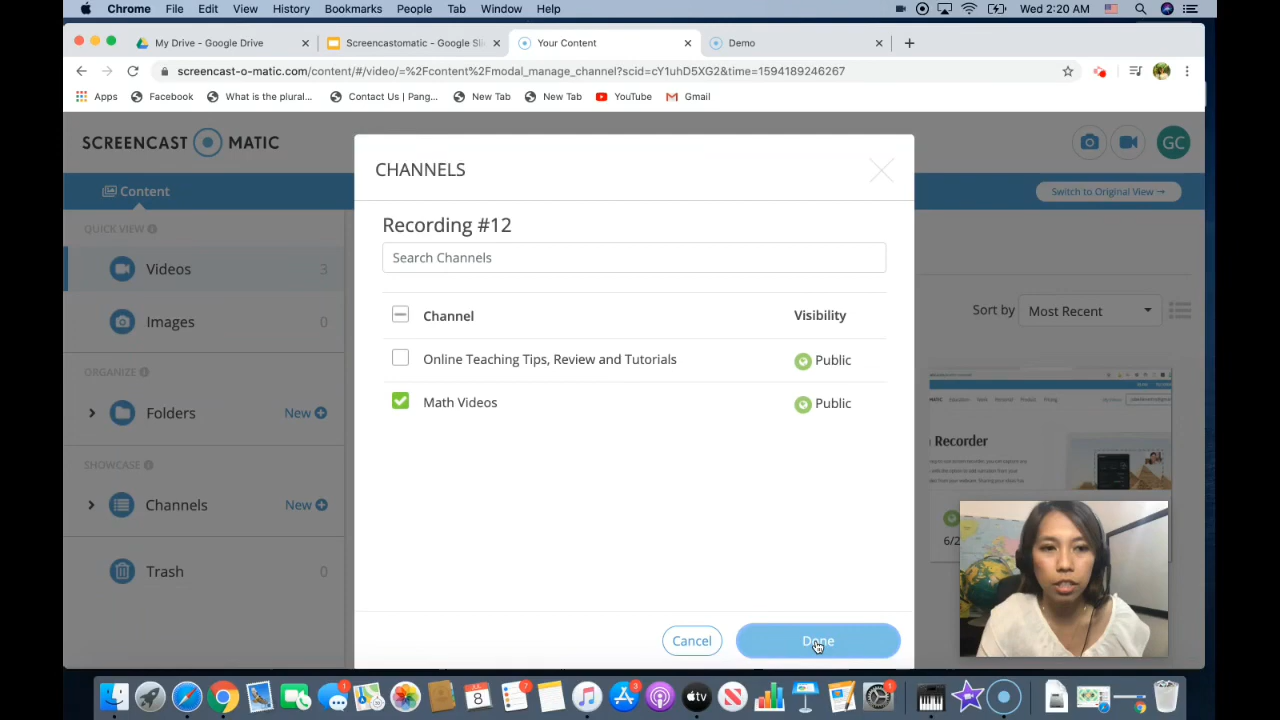 Chrome File Edit View History Bookmarks People Tab Window Help Wed 2:20 AM
My Drive - Google Drive Screencastomatic - Google Sli Your Content Demo
screencast-o-matic.com/content/#/video/=%2Fcontent%2Fmodal_manage_channel?scid=cY1uhD5XG2&time=1594189246267
Apps Facebook What is the plural... Contact Us | Pang... New Tab New Tab YouTube Gmail
SCREENCAST MATIC GC
Content Switch to Original View →
CHANNELS
Recording #12
Search Channels
Channel Visibility
Online Teaching Tips, Review and Tutorials Public
Math Videos Public
Cancel Done
QUICK VIEW
Videos 3
Images 0
ORGANIZE
Folders New
SHOWCASE
Channels New
Trash 0
Sort by Most Recent
Recorder
6/2